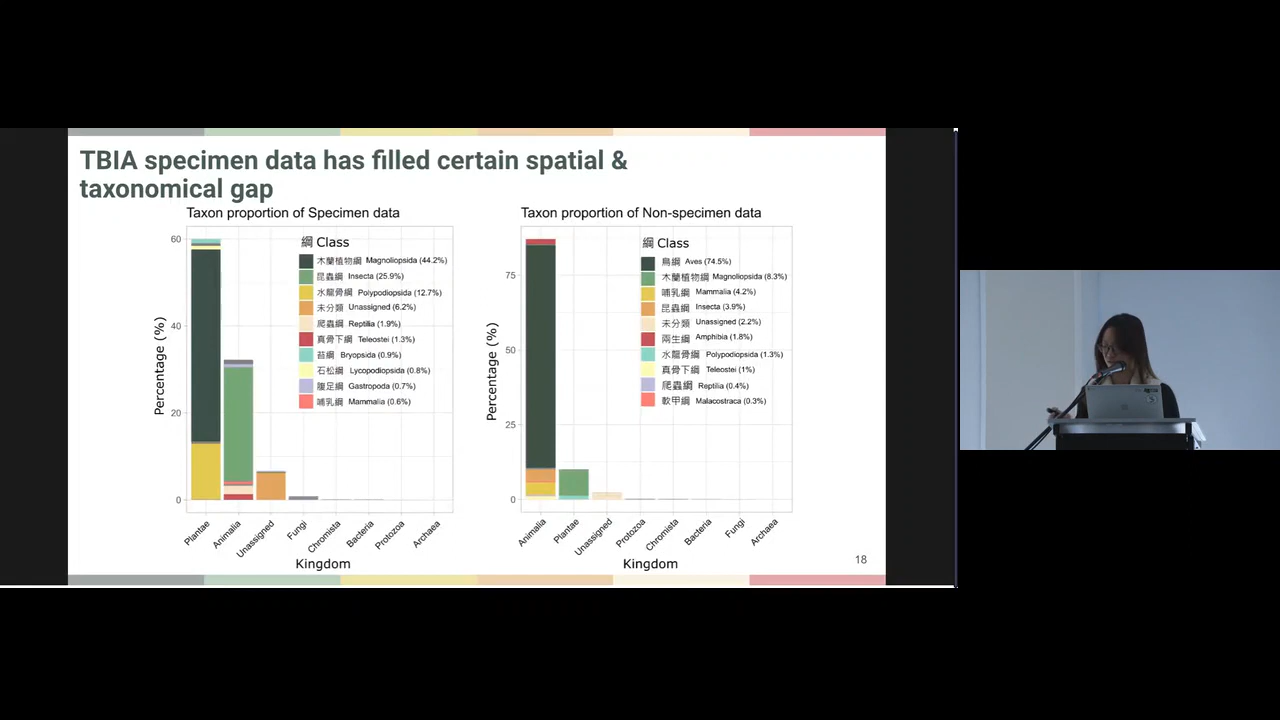 TBIA specimen data has filled certain spatial &
taxonomical gap
Taxon proportion of Specimen data
綱 Class
木蘭植物綱 Magnoliopsida (44.2%)
昆蟲綱 Insecta (25.9%)
水龍骨綱 Polypodiopsida (12.7%)
未分類 Unassigned (6.2%)
爬蟲綱 Reptilia (1.9%)
真骨下綱 Teleostei (1.3%)
苔綱 Bryopsida (0.9%)
石松綱 Lycopodiopsida (0.8%)
腹足綱 Gastropoda (0.7%)
哺乳綱 Mammalia (0.6%)
Percentage (%)
60
40
20
0
Plantae
Animalia
Unassigned
Fungi
Chromista
Bacteria
Protozoa
Archaea
Kingdom
Taxon proportion of Non-specimen data
綱 Class
鳥綱 Aves (74.5%)
木蘭植物綱 Magnoliopsida (8.3%)
哺乳綱 Mammalia (4.2%)
昆蟲綱 Insecta (3.9%)
未分類 Unassigned (2.2%)
兩生綱 Amphibia (1.8%)
水龍骨綱 Polypodiopsida (1.3%)
真骨下綱 Teleostei (1%)
爬蟲綱 Reptilia (0.4%)
軟甲綱 Malacostraca (0.3%)
Percentage (%)
75
50
25
0
Animalia
Plantae
Unassigned
Protozoa
Chromista
Bacteria
Fungi
Archaea
Kingdom
18